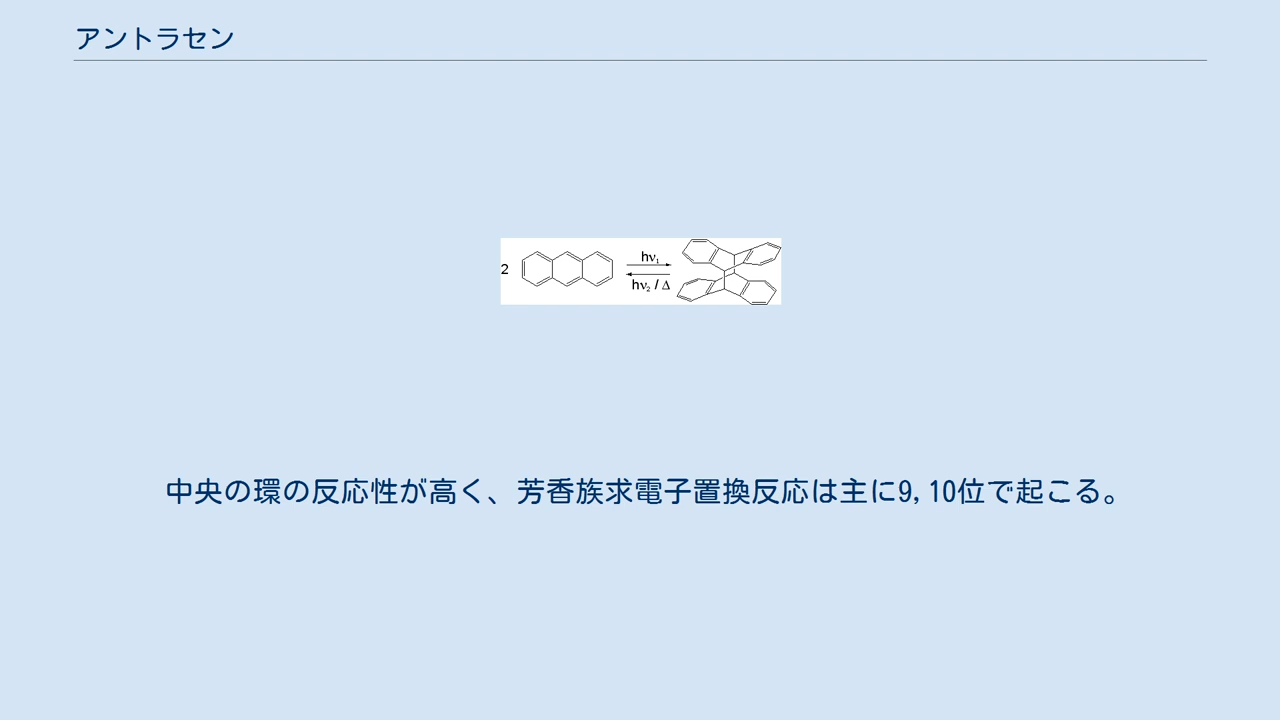 アントラセン
2
hν₁
hν₂ / Δ
中央の環の反応性が高く、芳香族求電子置換反応は主に9,10位で起こる。